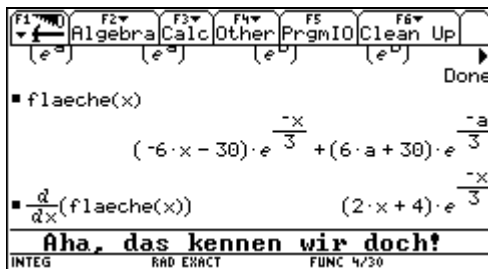 F1 F2 Algebra F3 Calc F4 Other F5 PrgmIO F6 Clean Up
(e^a) (e^a) (e^b) (e^b)
Done
▪ flaeche(x)
(-6·x-30)·e^(-x/3)+(6·a+30)·e^(-a/3)
▪ d/dx(flaeche(x)) (2·x+4)·e^(-x/3)
Aha, das kennen wir doch!
INTEG RAD EXACT FUNC 4/30